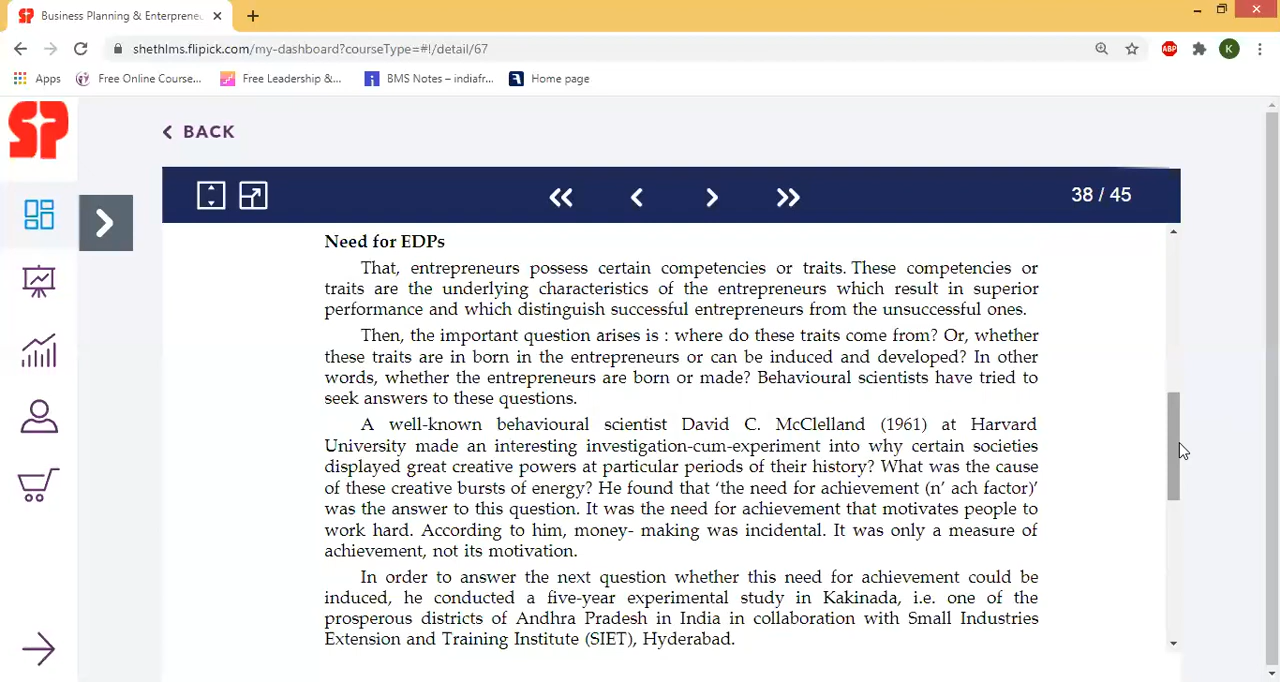 Business Planning & Enterprene
shethlms.flipick.com/my-dashboard?courseType=#!/detail/67
ABP
K
Apps
Free Online Course...
Free Leadership &...
BMS Notes – indiafr...
Home page
SP
BACK
38 / 45
Need for EDPs
That, entrepreneurs possess certain competencies or traits. These competencies or
traits are the underlying characteristics of the entrepreneurs which result in superior
performance and which distinguish successful entrepreneurs from the unsuccessful ones.
Then, the important question arises is : where do these traits come from? Or, whether
these traits are in born in the entrepreneurs or can be induced and developed? In other
words, whether the entrepreneurs are born or made? Behavioural scientists have tried to
seek answers to these questions.
A well-known behavioural scientist David C. McClelland (1961) at Harvard
University made an interesting investigation-cum-experiment into why certain societies
displayed great creative powers at particular periods of their history? What was the cause
of these creative bursts of energy? He found that ‘the need for achievement (n’ ach factor)’
was the answer to this question. It was the need for achievement that motivates people to
work hard. According to him, money- making was incidental. It was only a measure of
achievement, not its motivation.
In order to answer the next question whether this need for achievement could be
induced, he conducted a five-year experimental study in Kakinada, i.e. one of the
prosperous districts of Andhra Pradesh in India in collaboration with Small Industries
Extension and Training Institute (SIET), Hyderabad.